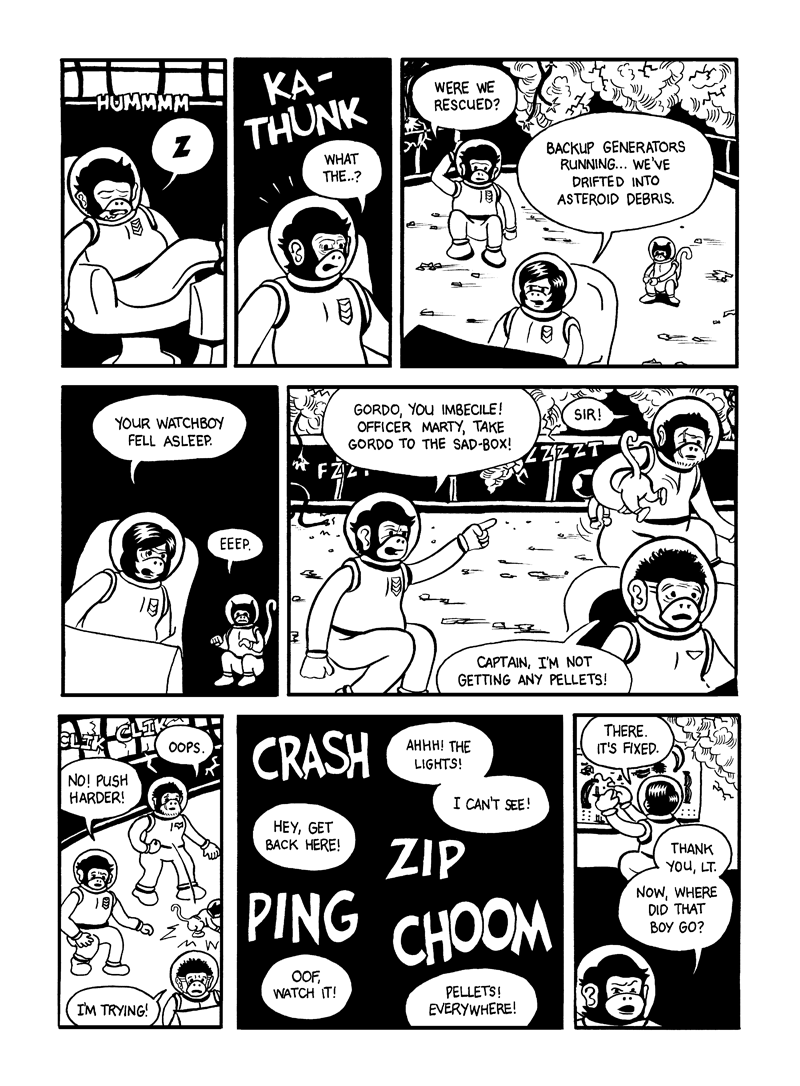 HUMMMM
Z
KA-
THUNK
WHAT
THE..?
WERE WE
RESCUED?
BACKUP GENERATORS
RUNNING... WE'VE
DRIFTED INTO
ASTEROID DEBRIS.
YOUR WATCHBOY
FELL ASLEEP.
EEEP.
GORDO, YOU IMBECILE!
OFFICER MARTY, TAKE
GORDO TO THE SAD-BOX!
SIR!
FZZT
ZZZZZT
CAPTAIN, I'M NOT
GETTING ANY PELLETS!
CLIK CLIK CLIK
OOPS.
NO! PUSH
HARDER!
I'M TRYING!
CRASH
AHHH! THE
LIGHTS!
I CAN'T SEE!
HEY, GET
BACK HERE!
ZIP
PING
CHOOM
OOF,
WATCH IT!
PELLETS!
EVERYWHERE!
THERE.
IT'S FIXED.
THANK
YOU, LT.
NOW, WHERE
DID THAT
BOY GO?